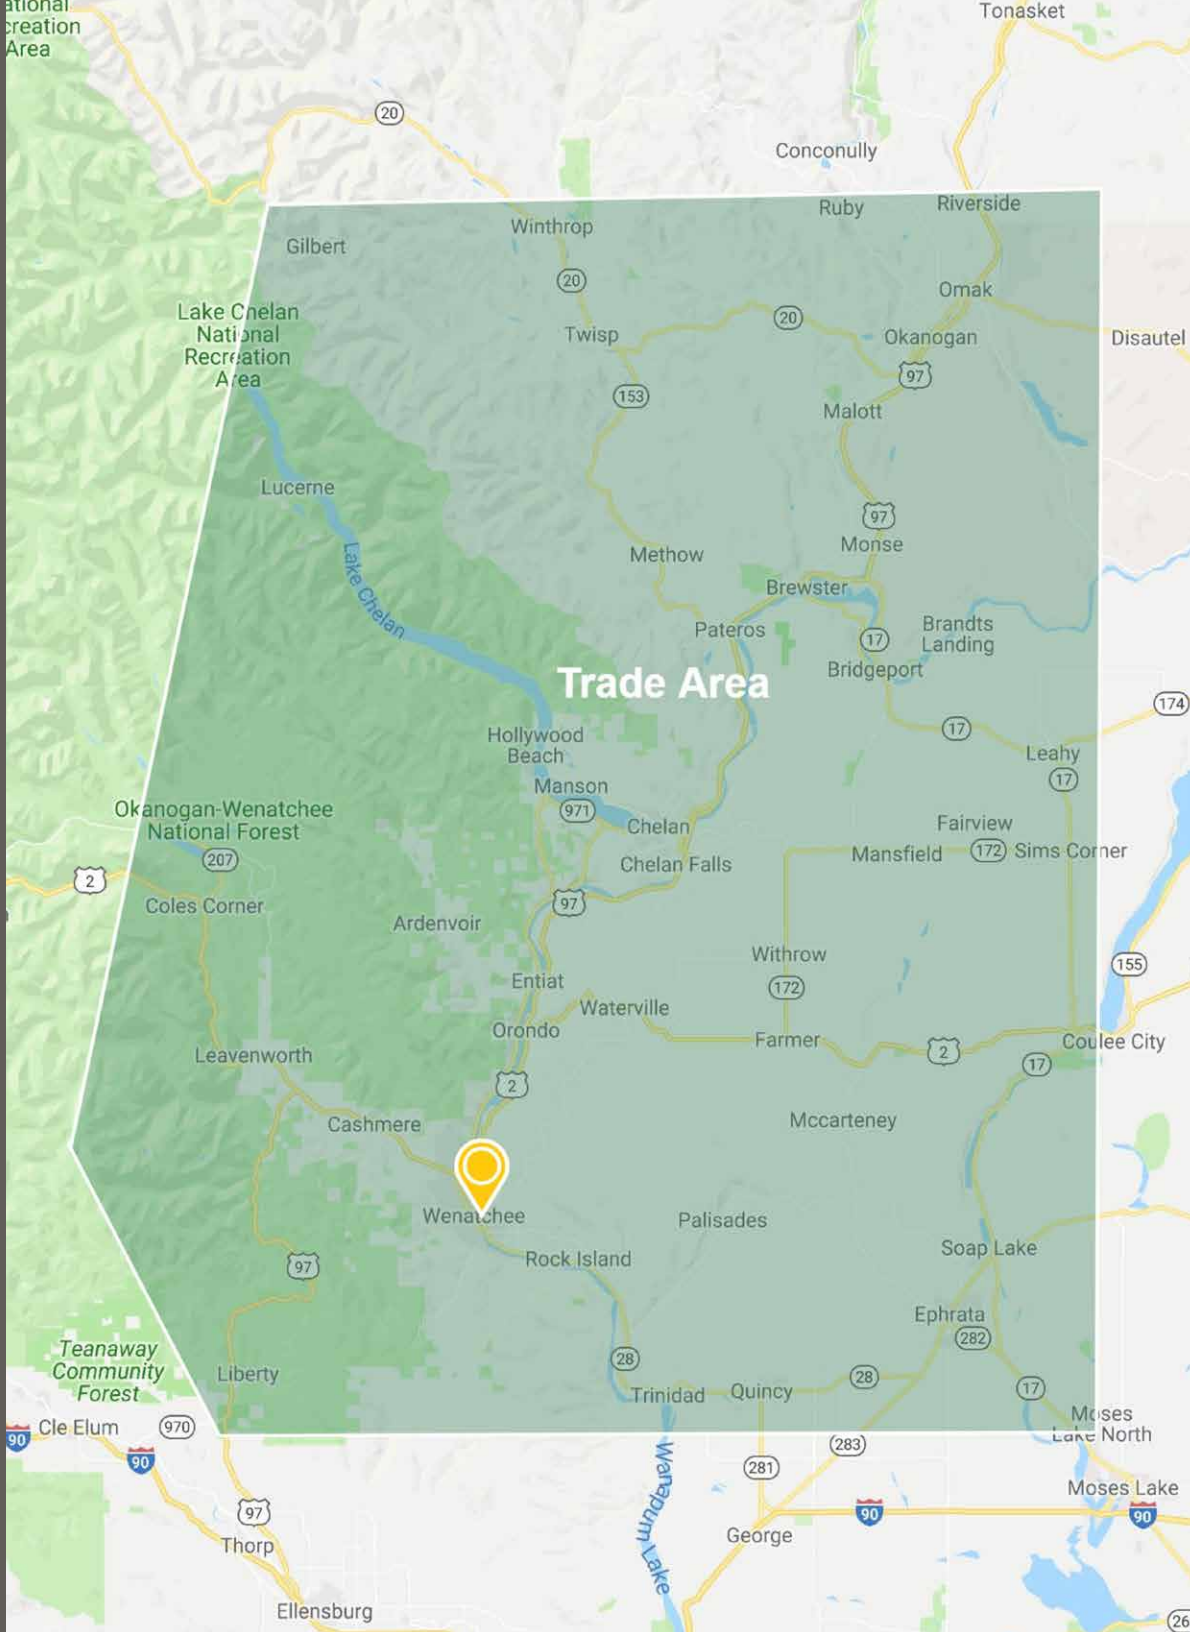 ational
creation
Area
Tonasket
20
Conconully
Ruby
Riverside
Winthrop
Gilbert
20
Omak
Lake Chelan
National
Recreation
Area
20
Twisp
Okanogan
Disautel
97
153
Malott
Lucerne
97
Monse
Lake Chelan
Methow
Brewster
Pateros
Brandts
Landing
17
Bridgeport
Trade Area
174
17
Hollywood
Beach
Leahy
17
Manson
971
Okanogan-Wenatchee
National Forest
Chelan
Fairview
207
Chelan Falls
Mansfield
172
Sims Corner
2
97
Coles Corner
Ardenvoir
Withrow
155
Entiat
172
Waterville
Orondo
Farmer
2
Coulee City
Leavenworth
17
2
Cashmere
Mccarteney
Wenatchee
Palisades
Rock Island
Soap Lake
97
Ephrata
282
Teanaway
Community
Forest
28
Liberty
28
17
Trinidad
Quincy
Moses
Lake North
Cle Elum
970
90
90
283
281
Wanapum Lake
Moses Lake
97
90
90
George
Thorp
Ellensburg
26